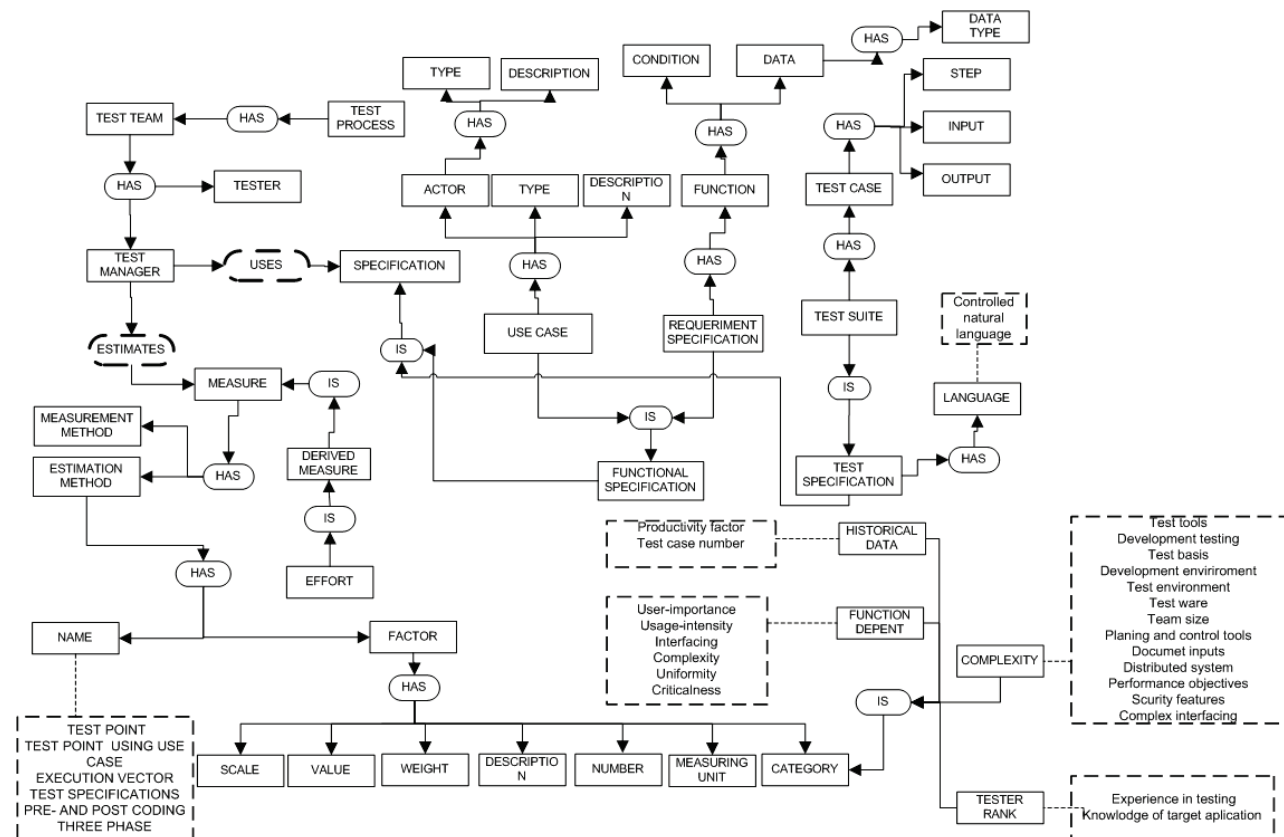 DATA
TYPE
HAS
TYPE
DESCRIPTION
CONDITION
DATA
STEP
TEST TEAM
HAS
TEST
PROCESS
HAS
HAS
HAS
INPUT
HAS
TESTER
ACTOR
TYPE
DESCRIPTIO
N
FUNCTION
TEST CASE
OUTPUT
TEST
MANAGER
USES
SPECIFICATION
HAS
HAS
HAS
Controlled
natural
language
ESTIMATES
IS
USE CASE
REQUERIMENT
SPECIFICATION
TEST SUITE
MEASURE
IS
IS
LANGUAGE
MEASUREMENT
METHOD
IS
ESTIMATION
METHOD
HAS
DERIVED
MEASURE
FUNCTIONAL
SPECIFICATION
TEST
SPECIFICATION
HAS
IS
HAS
EFFORT
Productivity factor
Test case number
HISTORICAL
DATA
Test tools
Development testing
Test basis
Development enviriroment
Test environment
Test ware
Team size
Planing and control tools
Documet inputs
Distributed system
Performance objectives
Scurity features
Complex interfacing
NAME
FACTOR
User-importance
Usage-intensity
Interfacing
Complexity
Uniformity
Criticalness
FUNCTION
DEPENT
COMPLEXITY
HAS
IS
TEST POINT
TEST POINT  USING USE
CASE
EXECUTION VECTOR
TEST SPECIFICATIONS
PRE- AND POST CODING
THREE PHASE
SCALE
VALUE
WEIGHT
DESCRIPTIO
N
NUMBER
MEASURING
UNIT
CATEGORY
TESTER
RANK
Experience in testing
Knowledge of target aplication